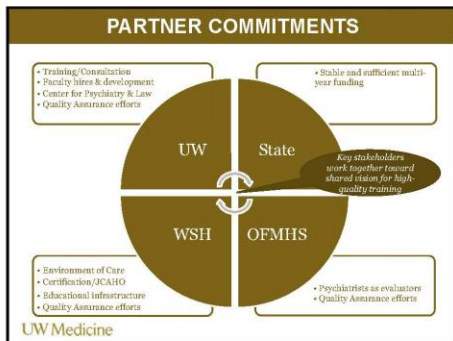 PARTNER COMMITMENTS
• Training/Consultation
• Faculty hires & development
• Center for Psychiatry & Law
• Quality Assurance efforts
• Stable and sufficient multi-
year funding
UW
State
Key stakeholders
work together toward
shared vision for high-
quality training
WSH
OFMHS
• Environment of Care
• Certification/JCAHO
• Educational infrastructure
• Quality Assurance efforts
• Psychiatrists as evaluators
• Quality Assurance efforts
UW Medicine